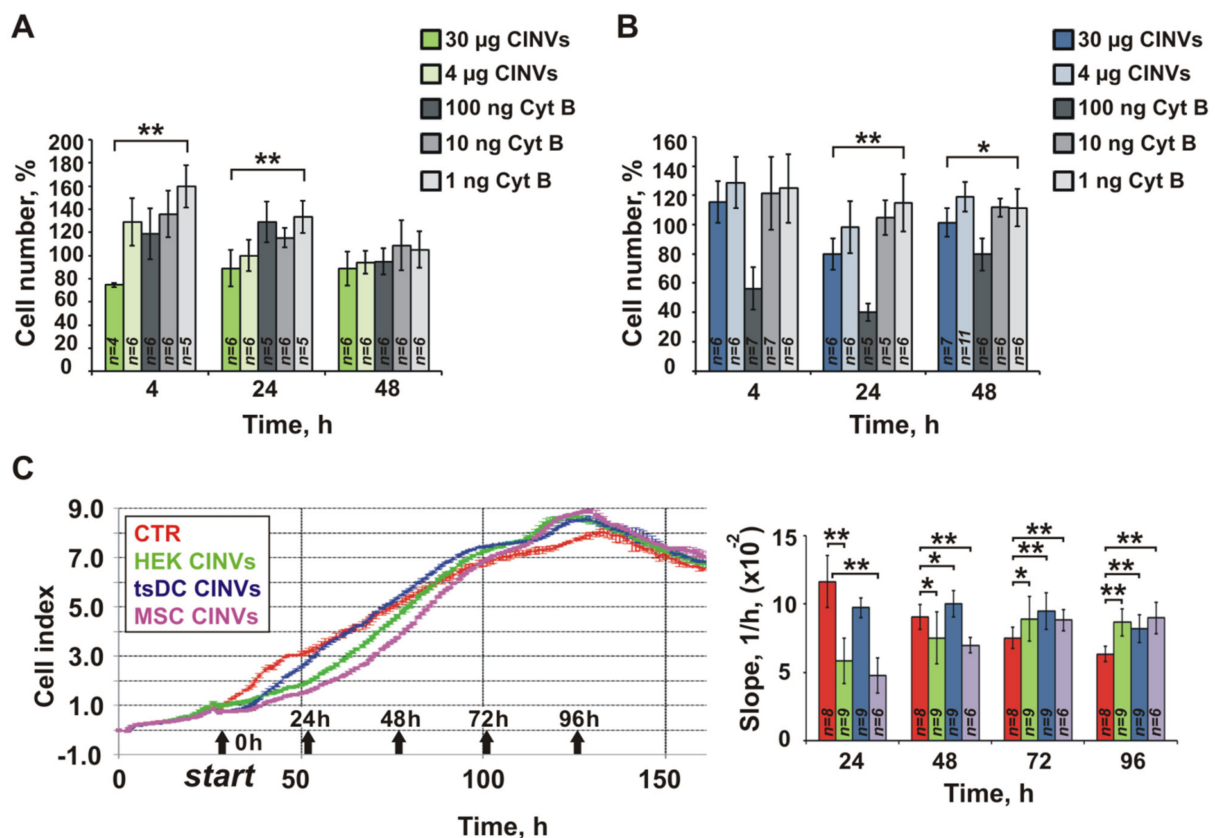 A
30 µg CINVs
4 µg CINVs
100 ng Cyt B
10 ng Cyt B
1 ng Cyt B
Cell number, %
200
180
160
140
120
100
80
60
40
20
0
**
**
n=4
n=6
n=6
n=6
n=5
n=6
n=6
n=5
n=6
n=5
n=6
n=6
n=6
n=6
n=6
4
24
48
Time, h
B
30 µg CINVs
4 µg CINVs
100 ng Cyt B
10 ng Cyt B
1 ng Cyt B
Cell number, %
160
140
120
100
80
60
40
20
0
**
*
n=6
n=6
n=7
n=7
n=6
n=6
n=6
n=5
n=5
n=6
n=7
n=11
n=6
n=6
n=6
4
24
48
Time, h
C
CTR
HEK CINVs
tsDC CINVs
MSC CINVs
Cell index
9.0
7.0
5.0
3.0
1.0
-1.0
0h
24h
48h
72h
96h
0
start
50
100
150
Time, h
Slope, 1/h, (x10⁻²)
15
10
5
0
**
**
**
*
*
**
**
*
**
**
**
n=8
n=9
n=9
n=6
n=8
n=9
n=9
n=6
n=8
n=9
n=9
n=6
n=8
n=9
n=9
n=6
24
48
72
96
Time, h